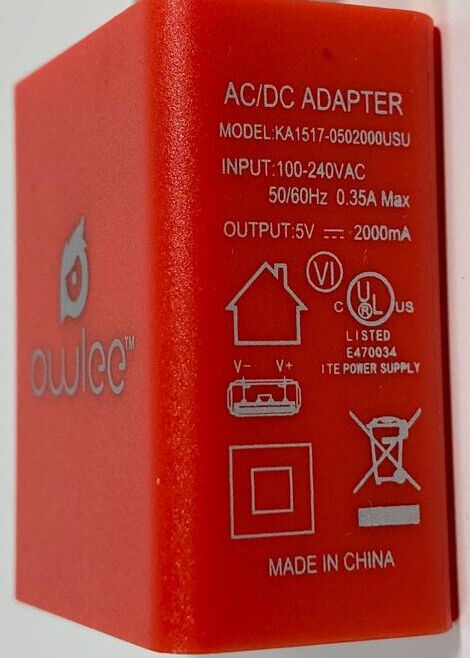 owlee™
AC/DC ADAPTER
MODEL:KA1517-0502000USU
INPUT:100-240VAC
50/60Hz 0.35A Max
OUTPUT:5V ⎓ 2000mA
VI
C UL ® US
LISTED
E470034
ITE POWER SUPPLY
V- V+
MADE IN CHINA